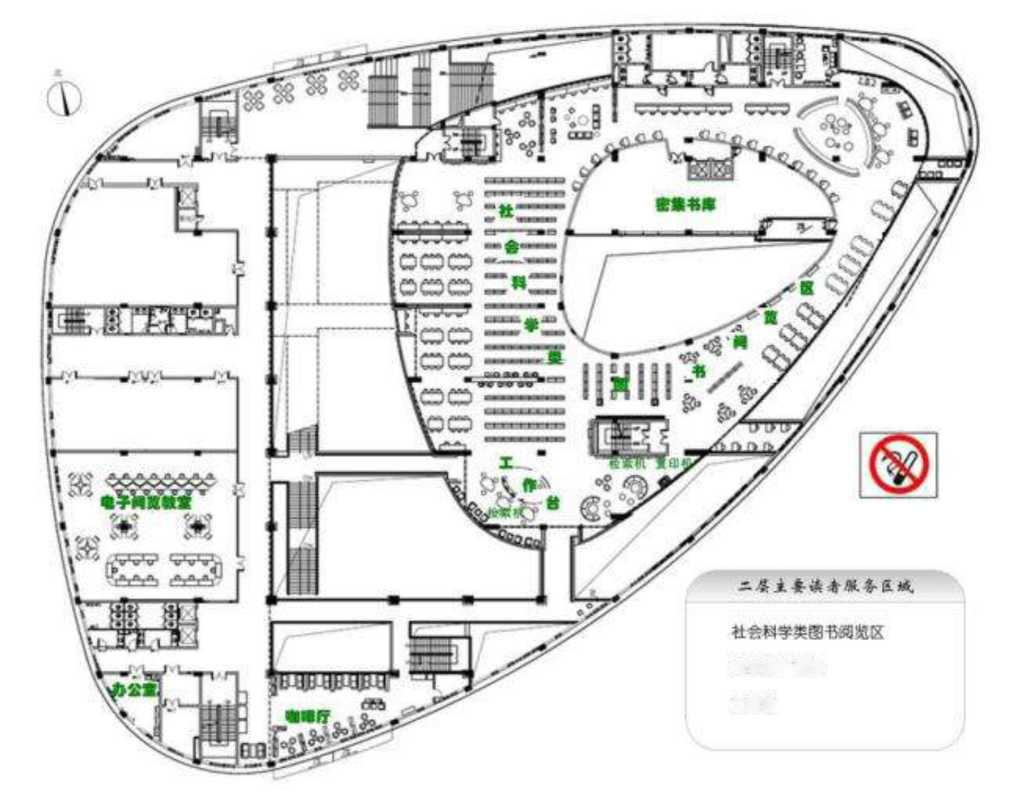 北
密集书库
社会科学类图书阅览区
工作台
检索机 复印机
检索机
电子阅览教室
办公室
咖啡厅
二层主要读者服务区域
社会科学类图书阅览区